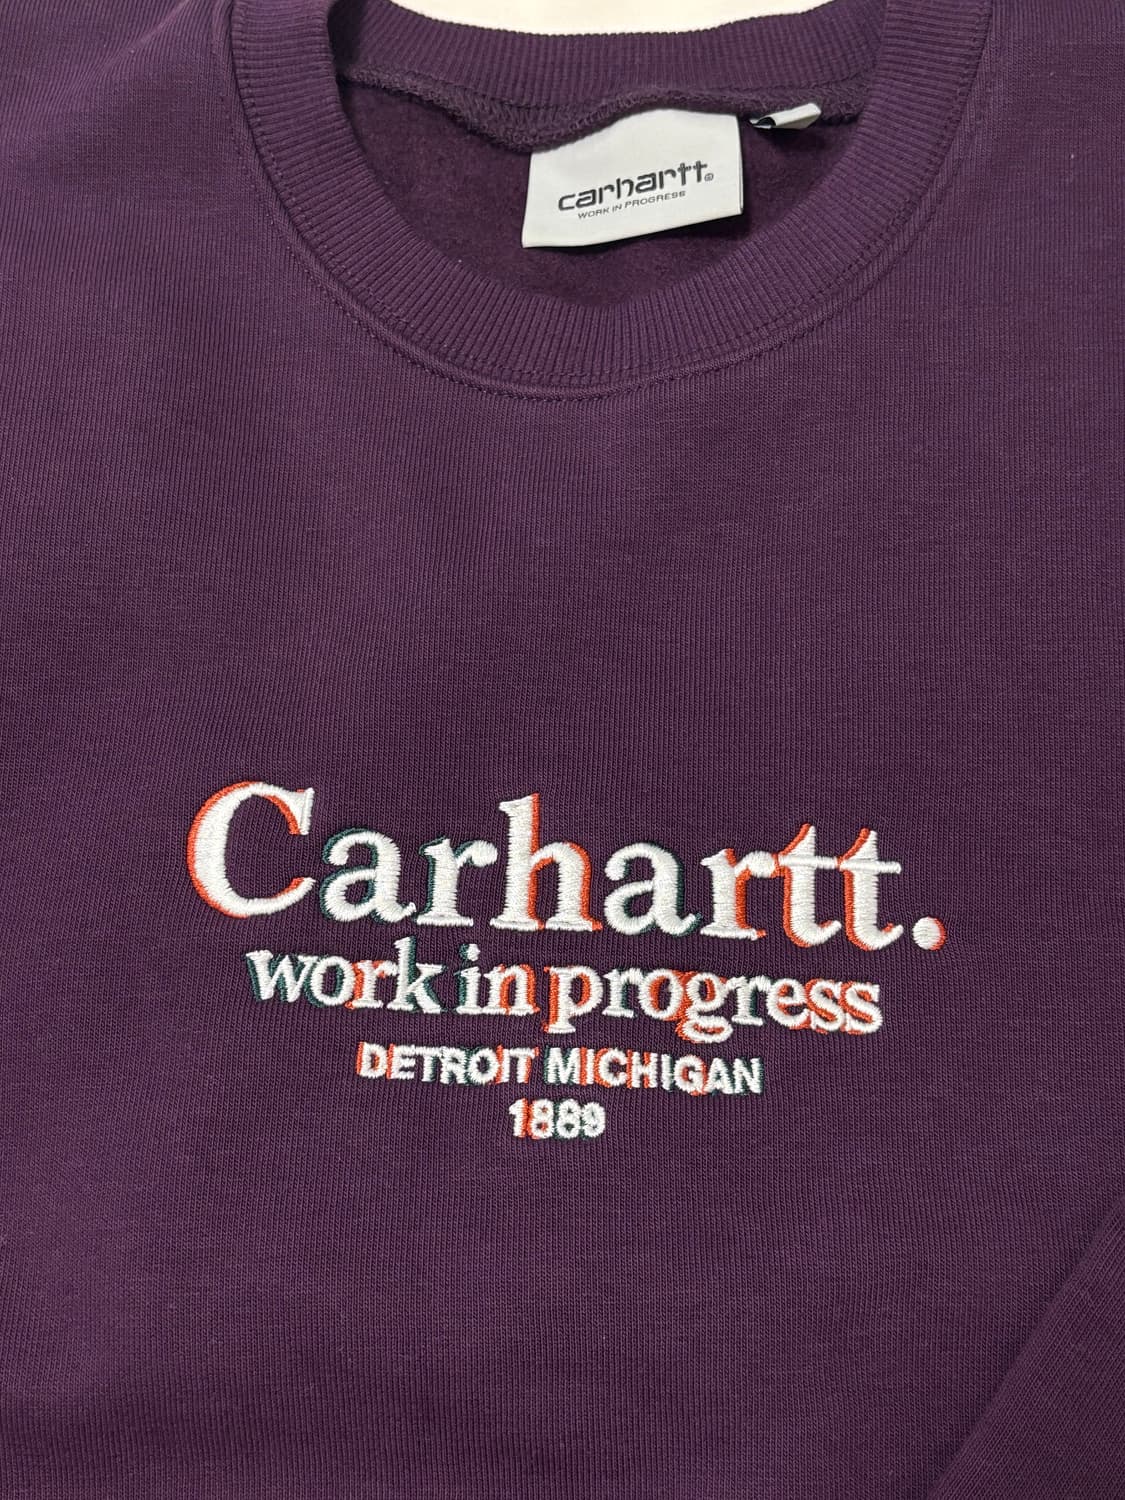 carhartt®
WORK IN PROGRESS
Carhartt.
work in progress
DETROIT MICHIGAN
1889